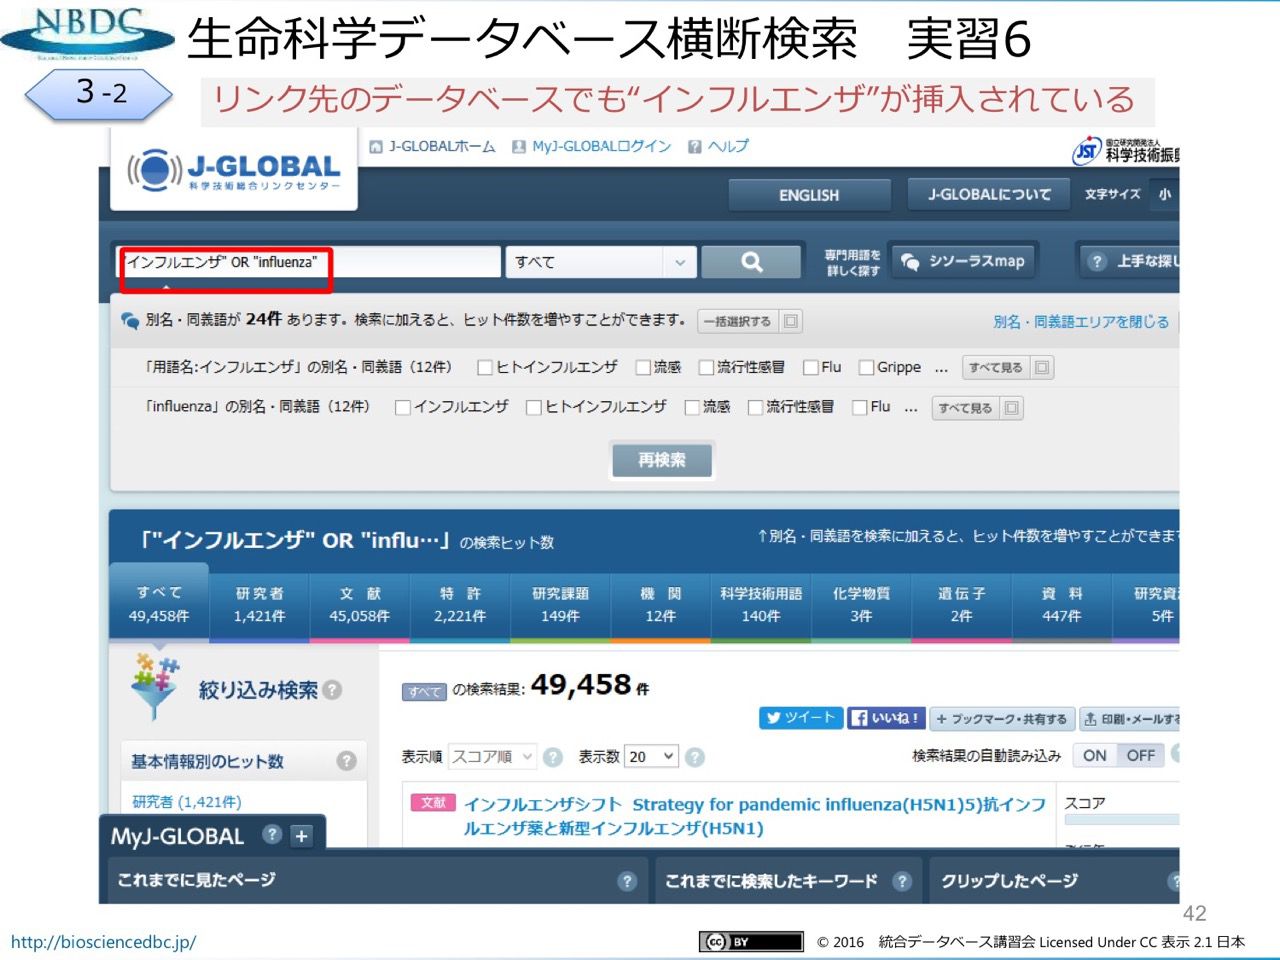 NBDC
生命科学データベース横断検索　実習6
3-2
リンク先のデータベースでも“インフルエンザ”が挿入されている
J-GLOBAL
科学技術総合リンクセンター
J-GLOBALホーム MyJ-GLOBALログイン ? ヘルプ
JST 国立研究開発法人
科学技術振
ENGLISH J-GLOBALについて 文字サイズ 小
"インフルエンザ" OR "influenza" すべて 専門用語を
詳しく探す シソーラスmap ? 上手な探し
別名・同義語が 24件 あります。検索に加えると、ヒット件数を増やすことができます。 一括選択する 別名・同義語エリアを閉じる
「用語名:インフルエンザ」の別名・同義語（12件） ヒトインフルエンザ 流感 流行性感冒 Flu Grippe ... すべて見る
「influenza」の別名・同義語（12件） インフルエンザ ヒトインフルエンザ 流感 流行性感冒 Flu ... すべて見る
再検索
「"インフルエンザ" OR "influ…」の検索ヒット数 ↑別名・同義語を検索に加えると、ヒット件数を増やすことができま
すべて 研究者 文 献 特 許 研究課題 機 関 科学技術用語 化学物質 遺伝子 資 料 研究資
49,458件 1,421件 45,058件 2,221件 149件 12件 140件 3件 2件 447件 5件
絞り込み検索 ?
すべて の検索結果: 49,458 件
ツイート いいね！ + ブックマーク・共有する 印刷・メールする
基本情報別のヒット数 ?
表示順 スコア順 ? 表示数 20 ? 検索結果の自動読み込み ON OFF
研究者 (1,421件)
文献 インフルエンザシフト Strategy for pandemic influenza(H5N1)5)抗インフ
ルエンザ薬と新型インフルエンザ(H5N1)
スコア
MyJ-GLOBAL ? +
これまでに見たページ ? これまでに検索したキーワード ? クリップしたページ ?
42
http://biosciencedbc.jp/
cc BY © 2016　統合データベース講習会 Licensed Under CC 表示 2.1 日本